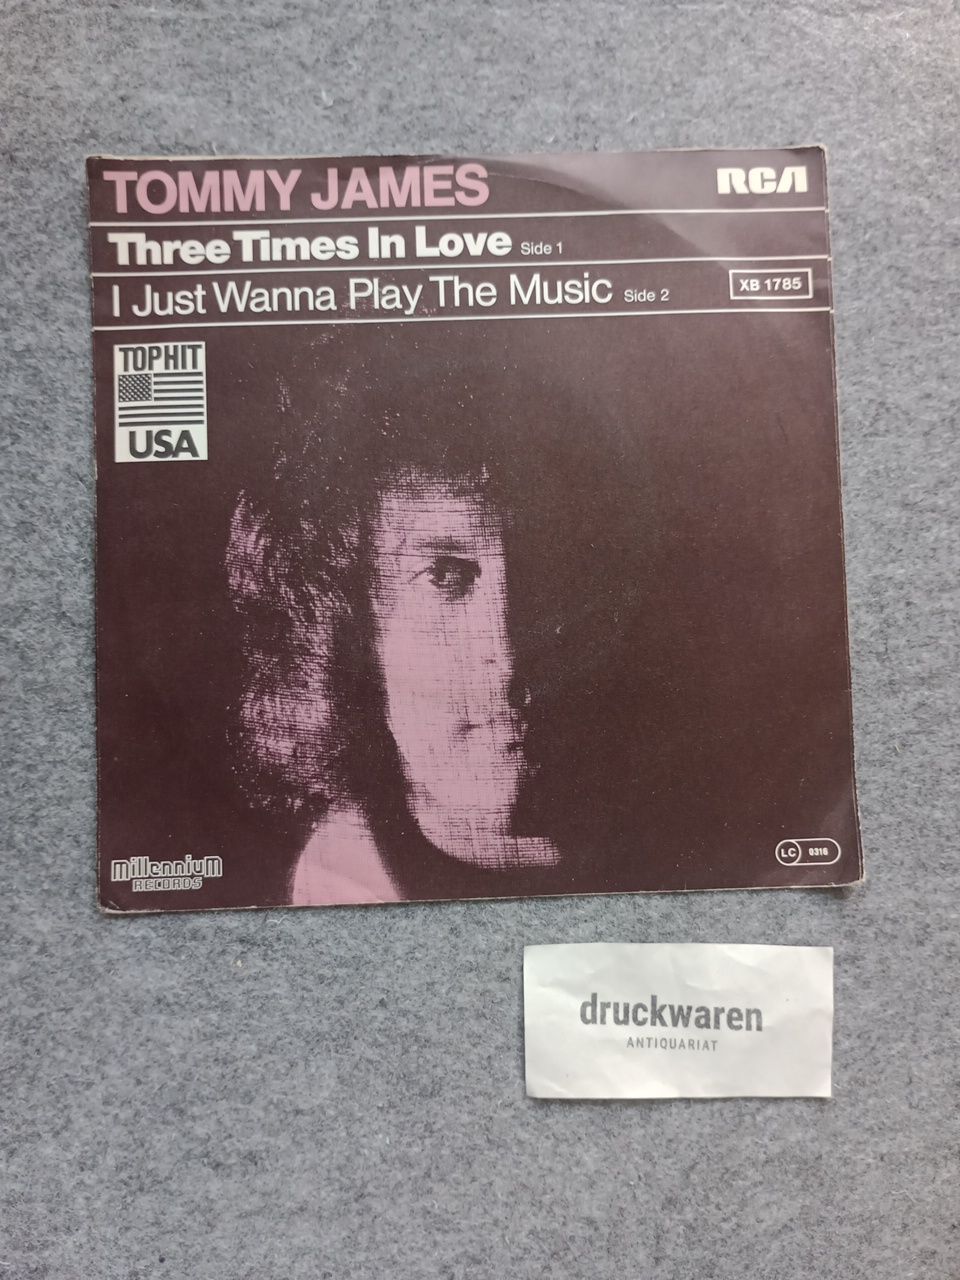 TOMMY JAMES
RCA
Three Times In Love Side 1
I Just Wanna Play The Music Side 2
XB 1785
TOP HIT
USA
millennium
RECORDS
LC 0316
druckwaren
ANTIQUARIAT